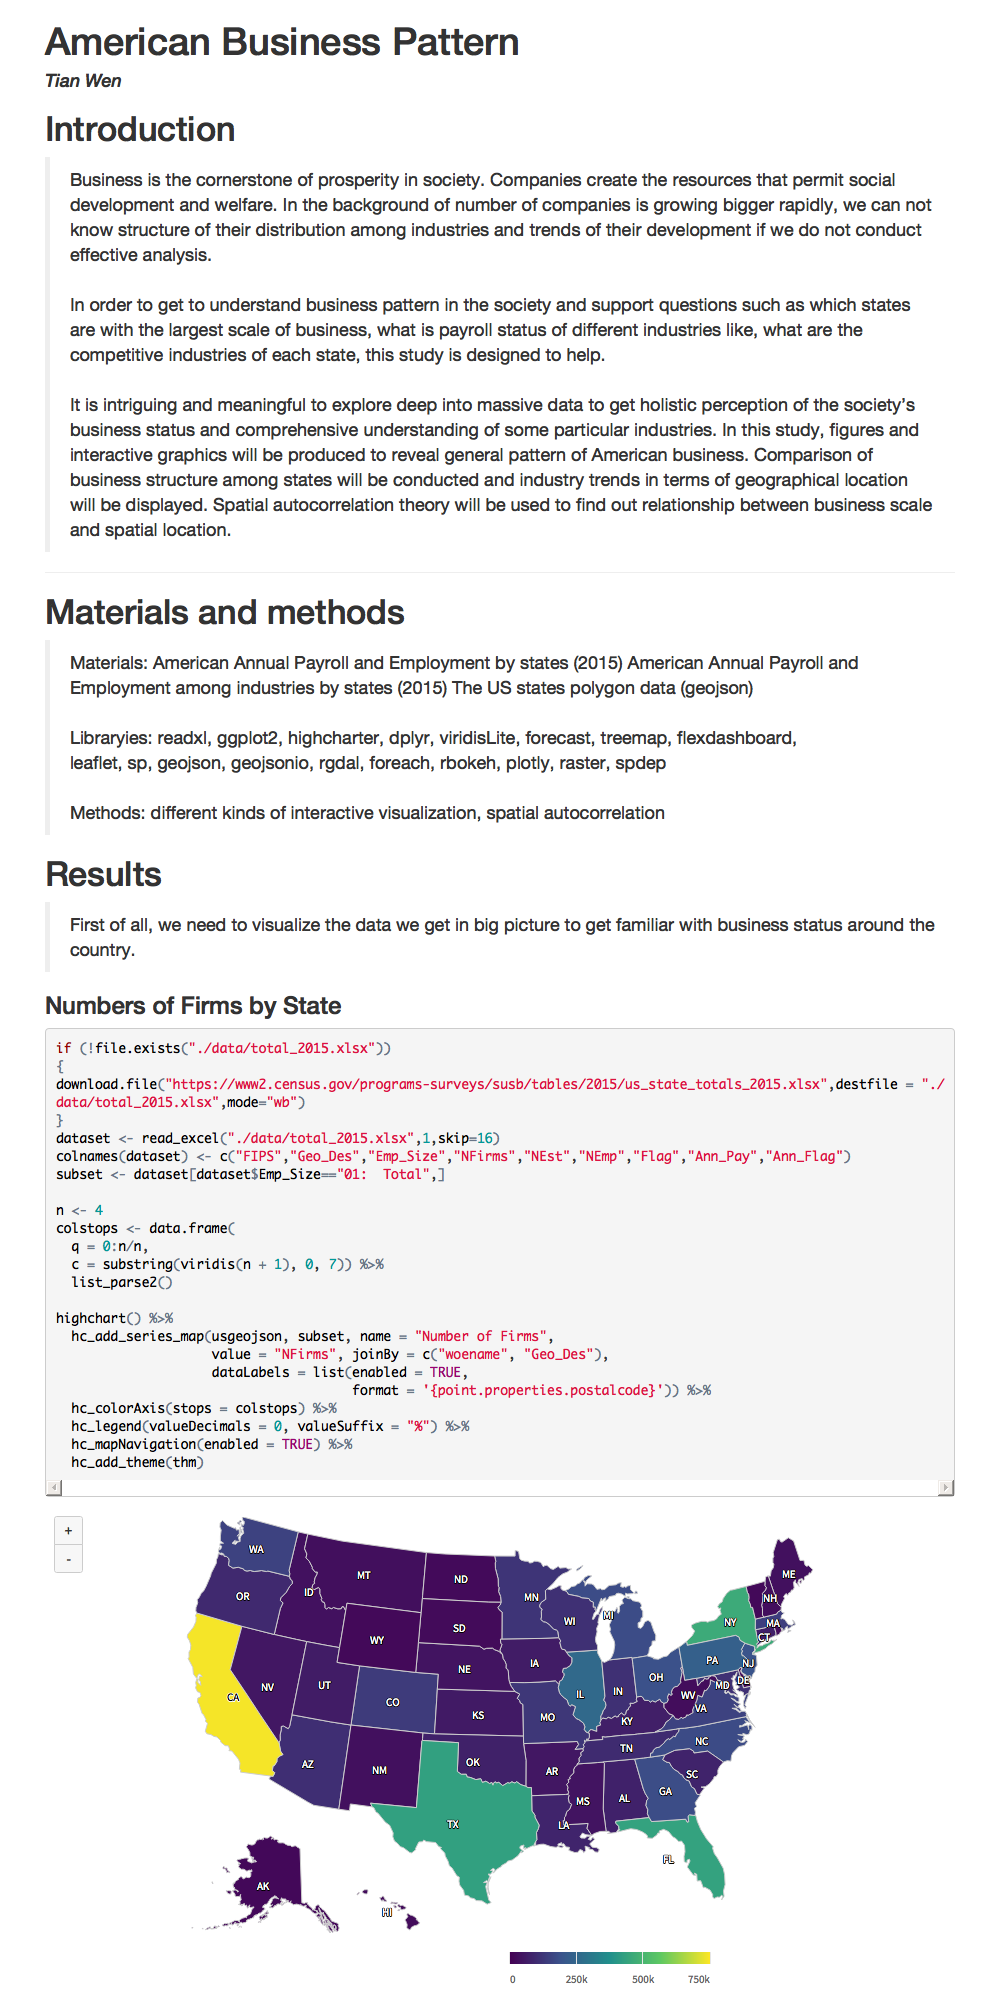 American Business Pattern
Tian Wen
Introduction
Business is the cornerstone of prosperity in society. Companies create the resources that permit social
development and welfare. In the background of number of companies is growing bigger rapidly, we can not
know structure of their distribution among industries and trends of their development if we do not conduct
effective analysis.
In order to get to understand business pattern in the society and support questions such as which states
are with the largest scale of business, what is payroll status of different industries like, what are the
competitive industries of each state, this study is designed to help.
It is intriguing and meaningful to explore deep into massive data to get holistic perception of the society's
business status and comprehensive understanding of some particular industries. In this study, figures and
interactive graphics will be produced to reveal general pattern of American business. Comparison of
business structure among states will be conducted and industry trends in terms of geographical location
will be displayed. Spatial autocorrelation theory will be used to find out relationship between business scale
and spatial location.
Materials and methods
Materials: American Annual Payroll and Employment by states (2015) American Annual Payroll and
Employment among industries by states (2015) The US states polygon data (geojson)
Libraryies: readxl, ggplot2, highcharter, dplyr, viridisLite, forecast, treemap, flexdashboard,
leaflet, sp, geojson, geojsonio, rgdal, foreach, rbokeh, plotly, raster, spdep
Methods: different kinds of interactive visualization, spatial autocorrelation
Results
First of all, we need to visualize the data we get in big picture to get familiar with business status around the
country.
Numbers of Firms by State
if (!file.exists("./data/total_2015.xlsx"))
{
download.file("https://www2.census.gov/programs-surveys/susb/tables/2015/us_state_totals_2015.xlsx",destfile = "./
data/total_2015.xlsx",mode="wb")
}
dataset <- read_excel("./data/total_2015.xlsx",1,skip=16)
colnames(dataset) <- c("FIPS","Geo_Des","Emp_Size","NFirms","NEst","NEmp","Flag","Ann_Pay","Ann_Flag")
subset <- dataset[dataset$Emp_Size=="01:  Total",]
n <- 4
colstops <- data.frame(
  q = 0:n/n,
  c = substring(viridis(n + 1), 0, 7)) %>%
  list_parse2()
highchart() %>%
  hc_add_series_map(usgeojson, subset, name = "Number of Firms",
                    value = "NFirms", joinBy = c("woename", "Geo_Des"),
                    dataLabels = list(enabled = TRUE,
                                      format = '{point.properties.postalcode}')) %>%
  hc_colorAxis(stops = colstops) %>%
  hc_legend(valueDecimals = 0, valueSuffix = "%") %>%
  hc_mapNavigation(enabled = TRUE) %>%
  hc_add_theme(thm)
+
-
WA
MT
ND
ME
OR
ID
MN
NH
SD
WI
MI
NY
MA
WY
CT
IA
PA
NJ
NE
OH
DE
NV
UT
IL
IN
MD
CA
CO
WV
VA
KS
MO
KY
NC
TN
AZ
NM
OK
AR
SC
MS
AL
GA
TX
LA
FL
AK
HI
0 250k 500k 750k